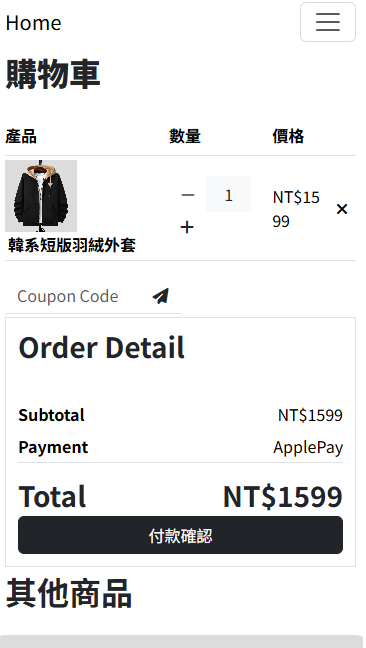 Home
購物車
產品 數量 價格
− 1 NT$15
99 ×
+
韓系短版羽絨外套
Coupon Code
Order Detail
Subtotal NT$1599
Payment ApplePay
Total NT$1599
付款確認
其他商品